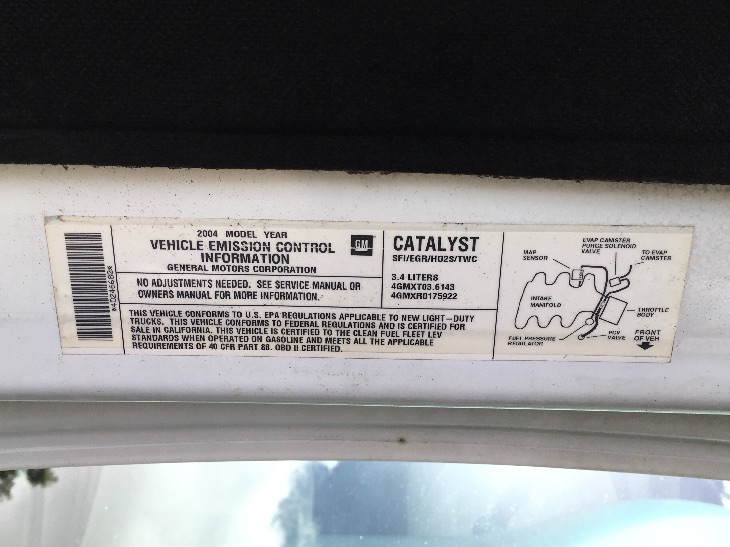 2004 MODEL YEAR
VEHICLE EMISSION CONTROL
INFORMATION
GENERAL MOTORS CORPORATION
GM
NO ADJUSTMENTS NEEDED. SEE SERVICE MANUAL OR
OWNERS MANUAL FOR MORE INFORMATION.
CATALYST
SFI/EGR/HO2S/TWC
3.4 LITERS
4GMXT03.6143
4GMXR0175922
THIS VEHICLE CONFORMS TO U.S. EPA REGULATIONS APPLICABLE TO NEW LIGHT-DUTY
TRUCKS. THIS VEHICLE CONFORMS TO FEDERAL REGULATIONS AND IS CERTIFIED FOR
SALE IN CALIFORNIA. THIS VEHICLE IS CERTIFIED TO THE CLEAN FUEL FLEET LEV
STANDARDS WHEN OPERATED ON GASOLINE AND MEETS ALL THE APPLICABLE
REQUIREMENTS OF 40 CFR PART 88. OBD II CERTIFIED.
MAP
SENSOR
EVAP CANISTER
PURGE SOLENOID
VALVE
TO EVAP
CANISTER
INTAKE
MANIFOLD
THROTTLE
BODY
FUEL PRESSURE
REGULATOR
PCV
VALVE
FRONT
OF VEH